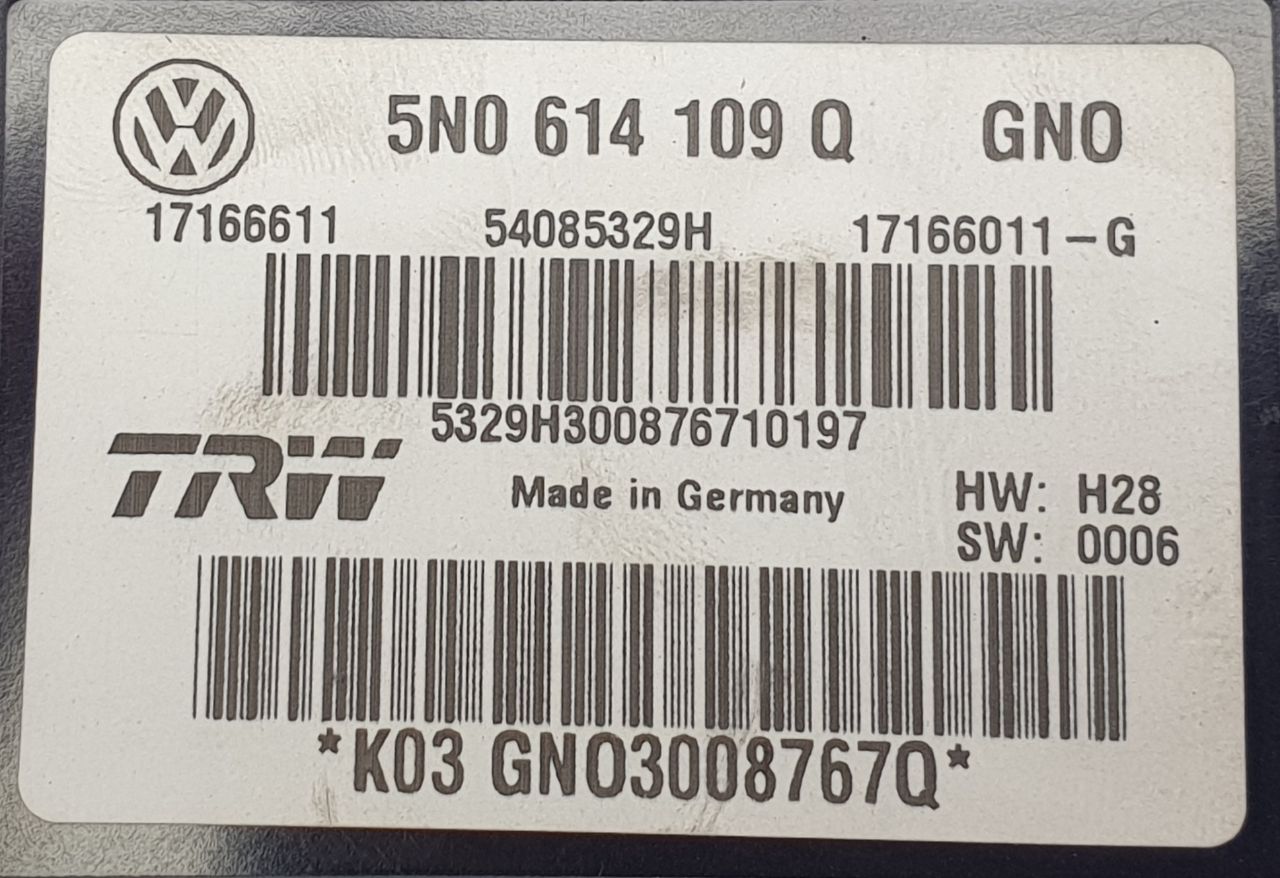 5N0 614 109 Q GNO
17166611 54085329H 17166011-G
5329H300876710197
TRW
Made in Germany HW: H28
SW: 0006
*K03 GNO3008767Q*